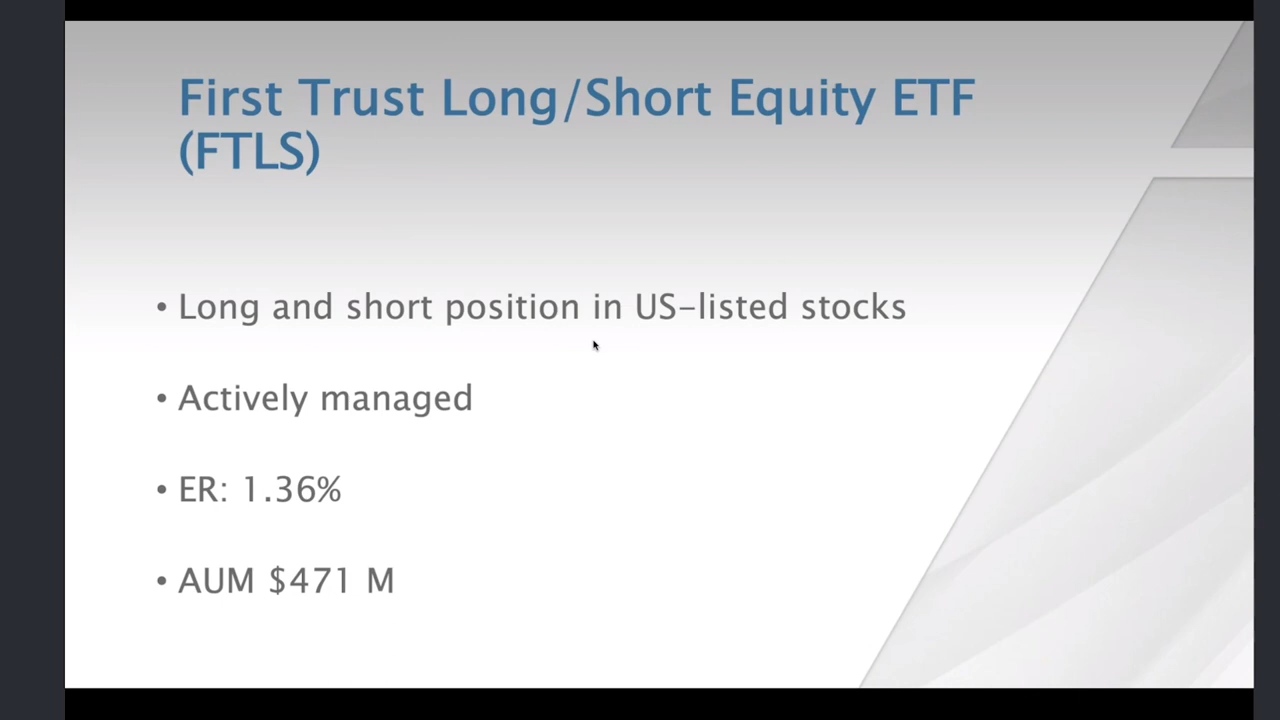 First Trust Long/Short Equity ETF
(FTLS)
• Long and short position in US-listed stocks
• Actively managed
• ER: 1.36%
• AUM $471 M